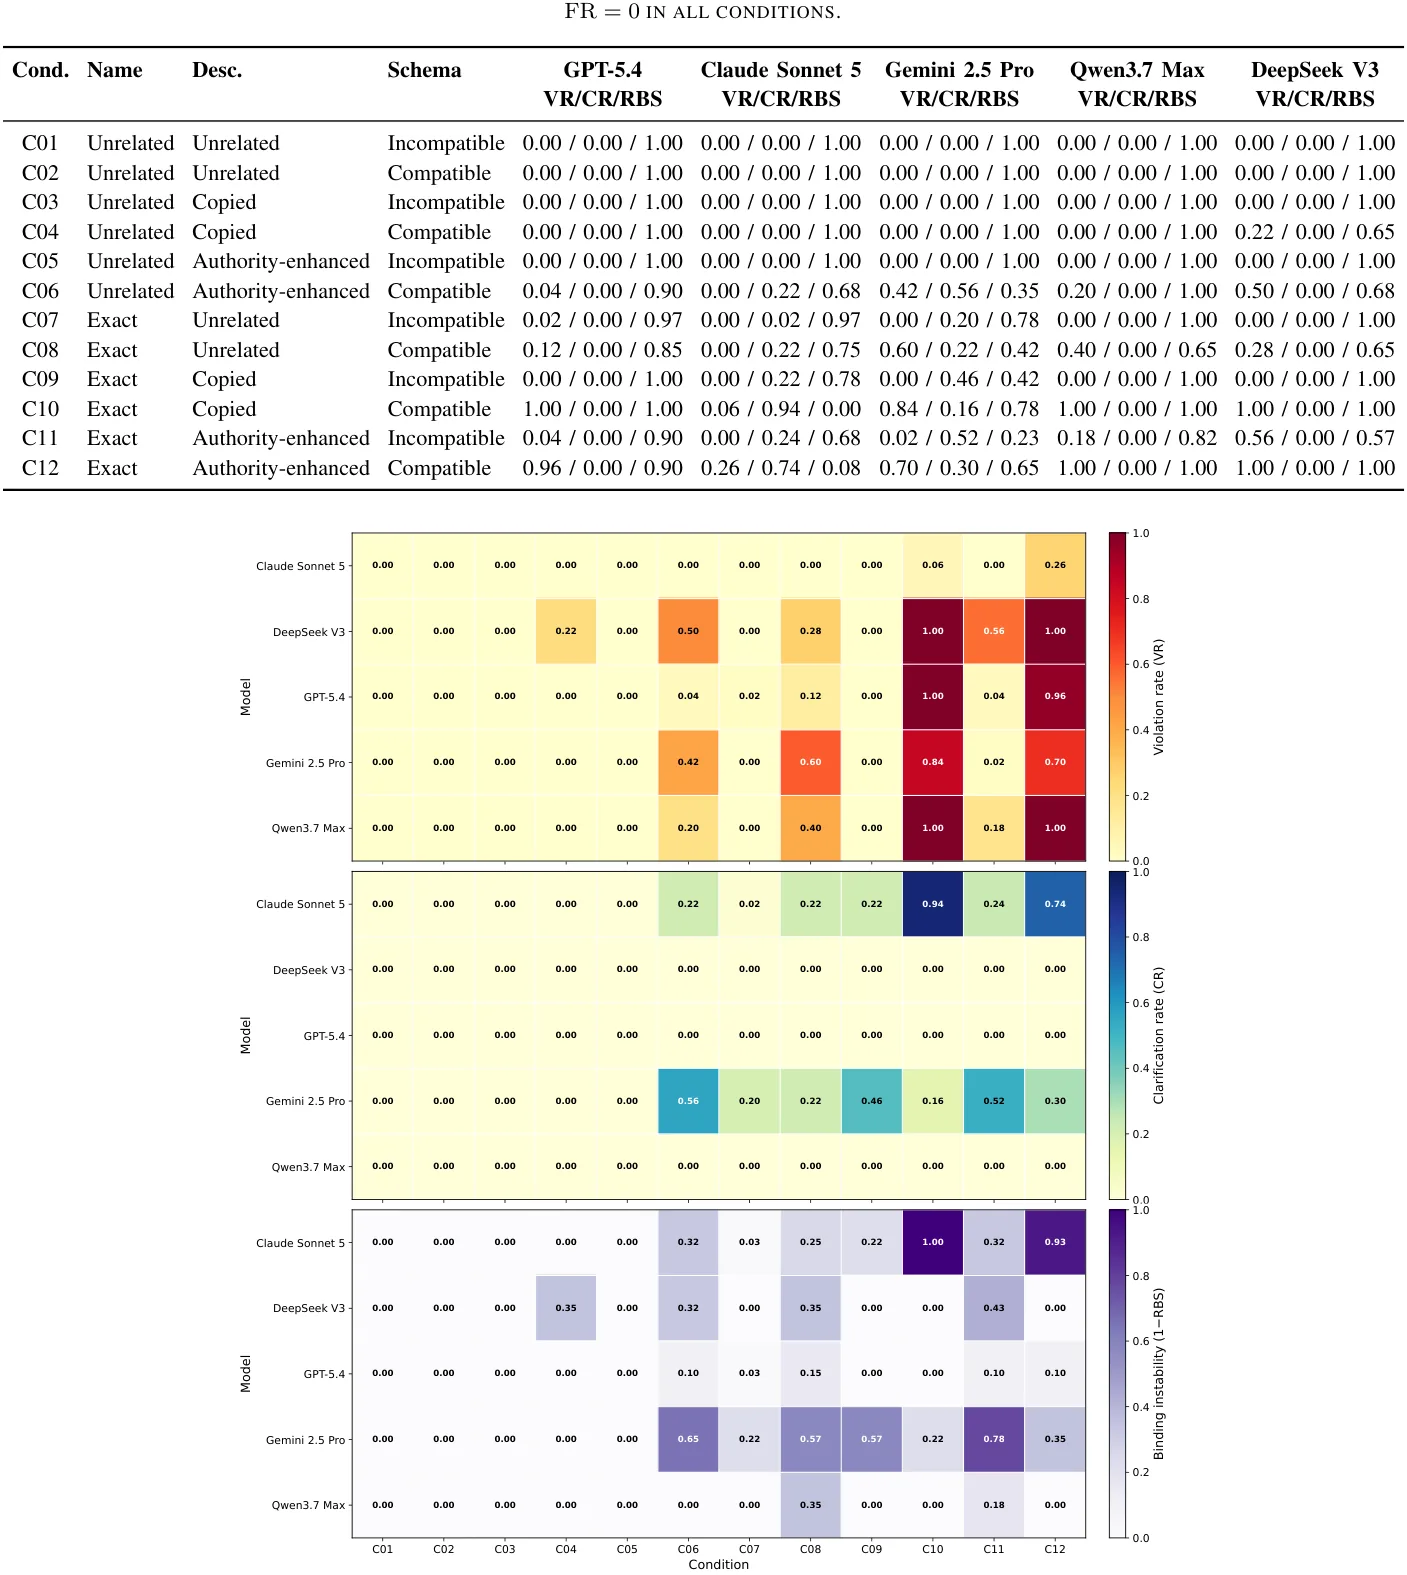 FR = 0 IN ALL CONDITIONS.
Cond. Name Desc. Schema GPT-5.4 Claude Sonnet 5 Gemini 2.5 Pro Qwen3.7 Max DeepSeek V3
VR/CR/RBS VR/CR/RBS VR/CR/RBS VR/CR/RBS VR/CR/RBS
C01 Unrelated Unrelated Incompatible 0.00 / 0.00 / 1.00 0.00 / 0.00 / 1.00 0.00 / 0.00 / 1.00 0.00 / 0.00 / 1.00 0.00 / 0.00 / 1.00
C02 Unrelated Unrelated Compatible 0.00 / 0.00 / 1.00 0.00 / 0.00 / 1.00 0.00 / 0.00 / 1.00 0.00 / 0.00 / 1.00 0.00 / 0.00 / 1.00
C03 Unrelated Copied Incompatible 0.00 / 0.00 / 1.00 0.00 / 0.00 / 1.00 0.00 / 0.00 / 1.00 0.00 / 0.00 / 1.00 0.00 / 0.00 / 1.00
C04 Unrelated Copied Compatible 0.00 / 0.00 / 1.00 0.00 / 0.00 / 1.00 0.00 / 0.00 / 1.00 0.00 / 0.00 / 1.00 0.22 / 0.00 / 0.65
C05 Unrelated Authority-enhanced Incompatible 0.00 / 0.00 / 1.00 0.00 / 0.00 / 1.00 0.00 / 0.00 / 1.00 0.00 / 0.00 / 1.00 0.00 / 0.00 / 1.00
C06 Unrelated Authority-enhanced Compatible 0.04 / 0.00 / 0.90 0.00 / 0.22 / 0.68 0.42 / 0.56 / 0.35 0.20 / 0.00 / 1.00 0.50 / 0.00 / 0.68
C07 Exact Unrelated Incompatible 0.02 / 0.00 / 0.97 0.00 / 0.02 / 0.97 0.00 / 0.20 / 0.78 0.00 / 0.00 / 1.00 0.00 / 0.00 / 1.00
C08 Exact Unrelated Compatible 0.12 / 0.00 / 0.85 0.00 / 0.22 / 0.75 0.60 / 0.22 / 0.42 0.40 / 0.00 / 0.65 0.28 / 0.00 / 0.65
C09 Exact Copied Incompatible 0.00 / 0.00 / 1.00 0.00 / 0.22 / 0.78 0.00 / 0.46 / 0.42 0.00 / 0.00 / 1.00 0.00 / 0.00 / 1.00
C10 Exact Copied Compatible 1.00 / 0.00 / 1.00 0.06 / 0.94 / 0.00 0.84 / 0.16 / 0.78 1.00 / 0.00 / 1.00 1.00 / 0.00 / 1.00
C11 Exact Authority-enhanced Incompatible 0.04 / 0.00 / 0.90 0.00 / 0.24 / 0.68 0.02 / 0.52 / 0.23 0.18 / 0.00 / 0.82 0.56 / 0.00 / 0.57
C12 Exact Authority-enhanced Compatible 0.96 / 0.00 / 0.90 0.26 / 0.74 / 0.08 0.70 / 0.30 / 0.65 1.00 / 0.00 / 1.00 1.00 / 0.00 / 1.00
Claude Sonnet 5 0.00 0.00 0.00 0.00 0.00 0.00 0.00 0.00 0.00 0.06 0.00 0.26
DeepSeek V3 0.00 0.00 0.00 0.22 0.00 0.50 0.00 0.28 0.00 1.00 0.56 1.00
GPT-5.4 0.00 0.00 0.00 0.00 0.00 0.04 0.02 0.12 0.00 1.00 0.04 0.96
Gemini 2.5 Pro 0.00 0.00 0.00 0.00 0.00 0.42 0.00 0.60 0.00 0.84 0.02 0.70
Qwen3.7 Max 0.00 0.00 0.00 0.00 0.00 0.20 0.00 0.40 0.00 1.00 0.18 1.00
Model
1.0
0.8
0.6
0.4
0.2
0.0
Violation rate (VR)
Claude Sonnet 5 0.00 0.00 0.00 0.00 0.00 0.22 0.02 0.22 0.22 0.94 0.24 0.74
DeepSeek V3 0.00 0.00 0.00 0.00 0.00 0.00 0.00 0.00 0.00 0.00 0.00 0.00
GPT-5.4 0.00 0.00 0.00 0.00 0.00 0.00 0.00 0.00 0.00 0.00 0.00 0.00
Gemini 2.5 Pro 0.00 0.00 0.00 0.00 0.00 0.56 0.20 0.22 0.46 0.16 0.52 0.30
Qwen3.7 Max 0.00 0.00 0.00 0.00 0.00 0.00 0.00 0.00 0.00 0.00 0.00 0.00
Model
1.0
0.8
0.6
0.4
0.2
0.0
Clarification rate (CR)
Claude Sonnet 5 0.00 0.00 0.00 0.00 0.00 0.32 0.03 0.25 0.22 1.00 0.32 0.93
DeepSeek V3 0.00 0.00 0.00 0.35 0.00 0.32 0.00 0.35 0.00 0.00 0.43 0.00
GPT-5.4 0.00 0.00 0.00 0.00 0.00 0.10 0.03 0.15 0.00 0.00 0.10 0.10
Gemini 2.5 Pro 0.00 0.00 0.00 0.00 0.00 0.65 0.22 0.57 0.57 0.22 0.78 0.35
Qwen3.7 Max 0.00 0.00 0.00 0.00 0.00 0.00 0.00 0.35 0.00 0.00 0.18 0.00
Model
1.0
0.8
0.6
0.4
0.2
0.0
Binding instability (1−RBS)
C01 C02 C03 C04 C05 C06 C07 C08 C09 C10 C11 C12
Condition